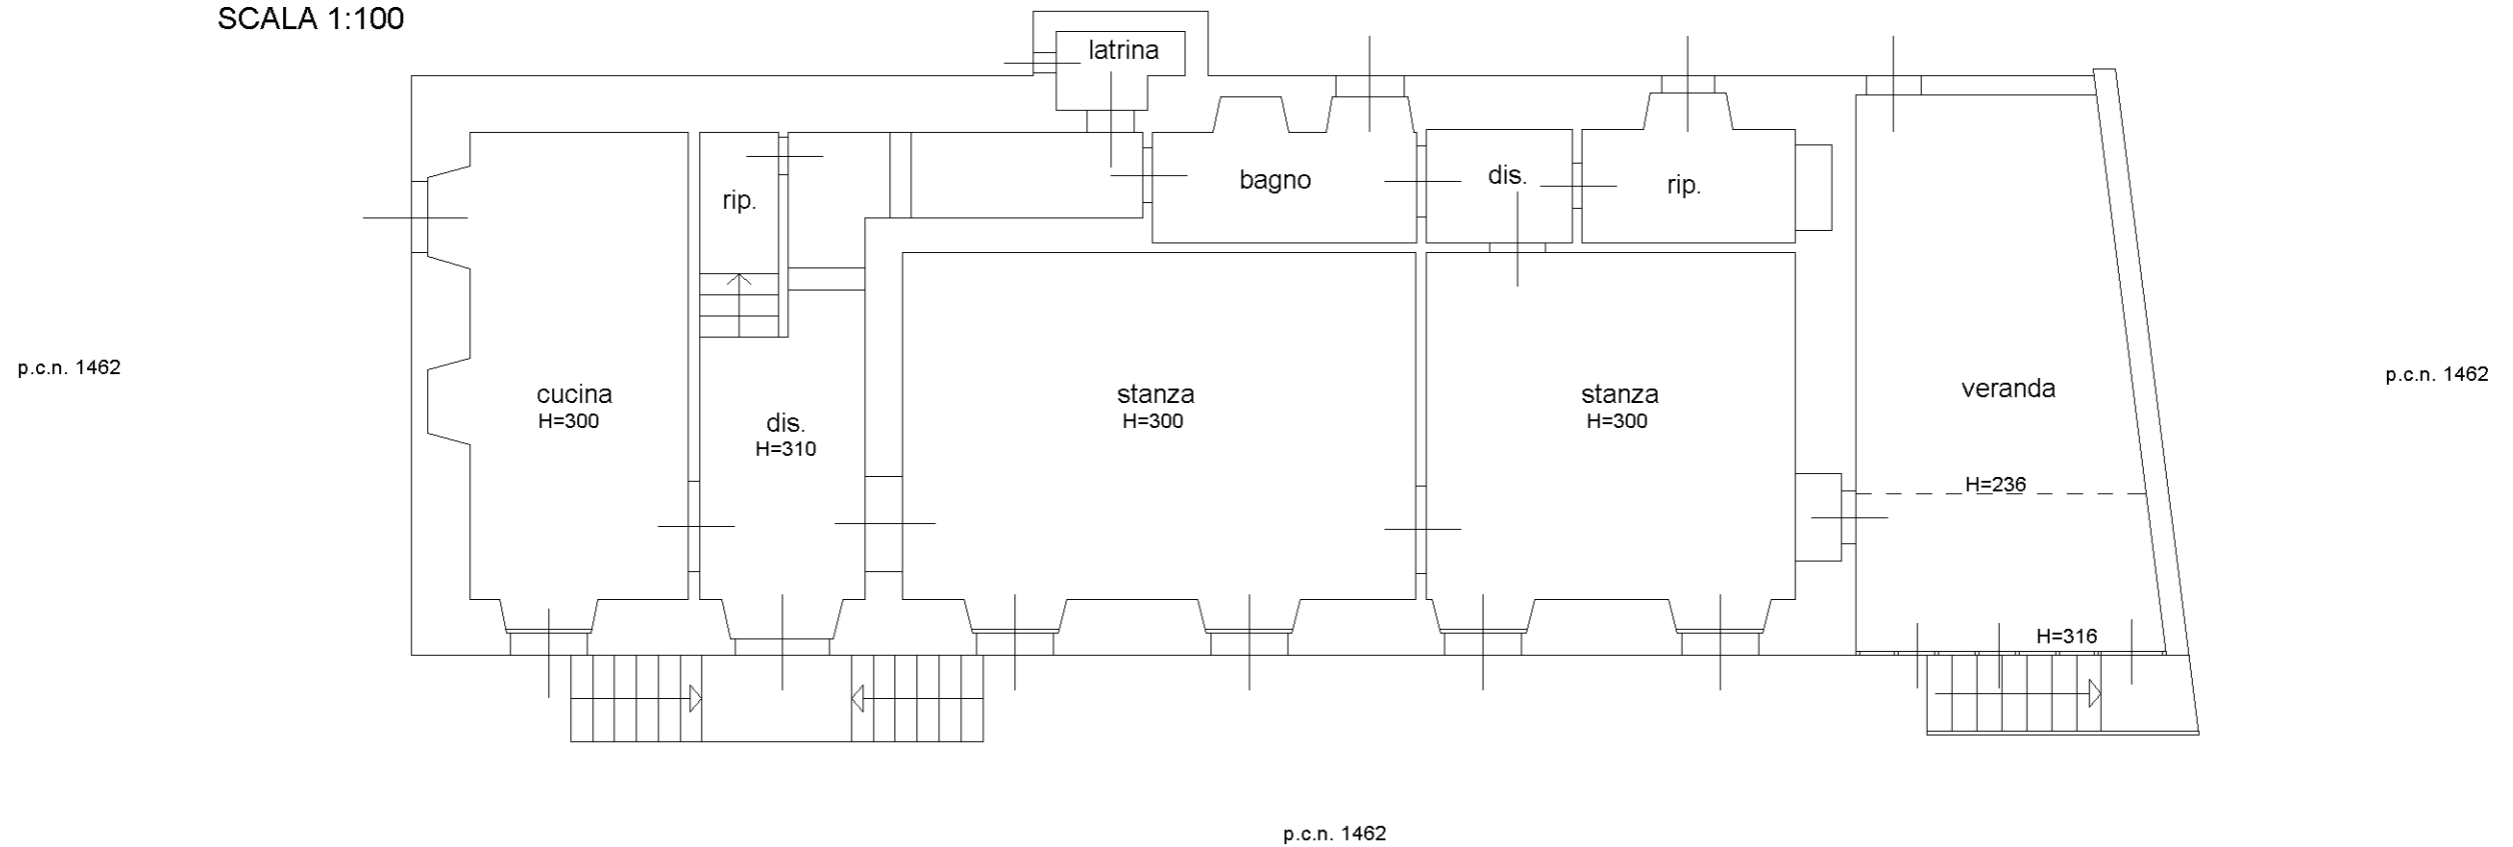 SCALA 1:100
latrina
rip.
bagno
dis.
rip.
p.c.n. 1462
cucina
H=300
dis.
H=310
stanza
H=300
stanza
H=300
veranda
p.c.n. 1462
H=236
H=316
p.c.n. 1462